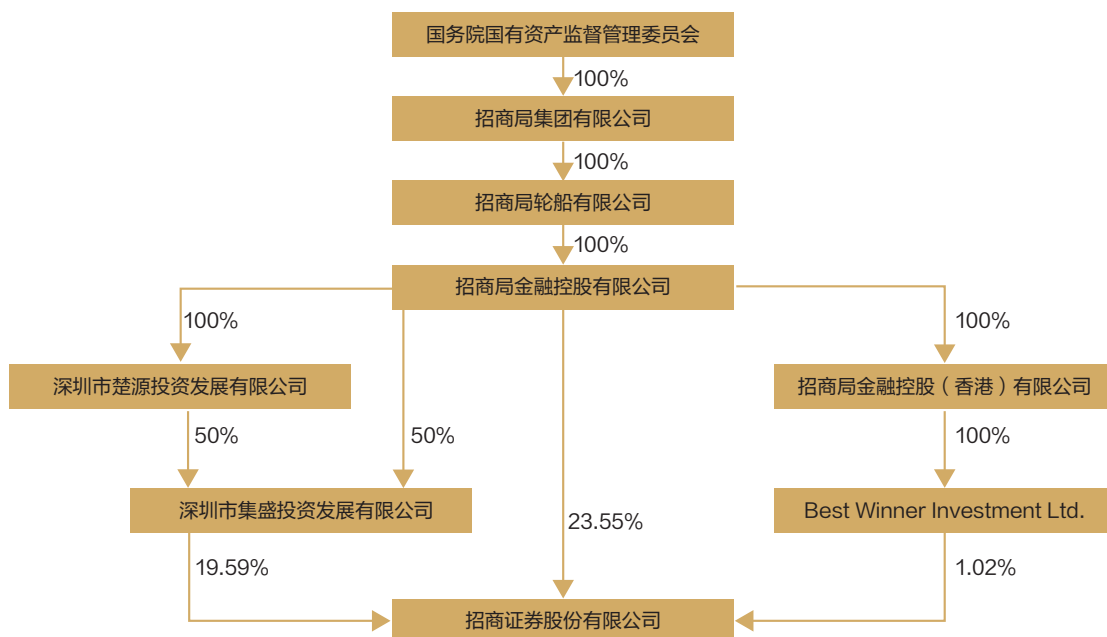 国务院国有资产监督管理委员会
100%
招商局集团有限公司
100%
招商局轮船有限公司
100%
招商局金融控股有限公司
100%
100%
深圳市楚源投资发展有限公司
招商局金融控股（香港）有限公司
50%
50%
100%
深圳市集盛投资发展有限公司
23.55%
Best Winner Investment Ltd.
19.59%
1.02%
招商证券股份有限公司